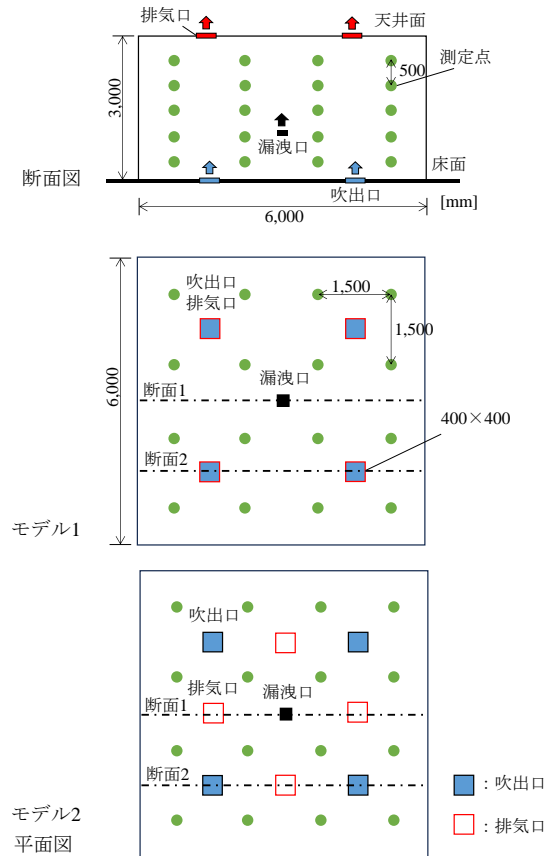 排気口
天井面
500
測定点
3,000
漏洩口
断面図
床面
吹出口
[mm]
6,000
吹出口
排気口
1,500
1,500
6,000
漏洩口
断面1
400×400
断面2
モデル1
吹出口
排気口
漏洩口
断面1
断面2
:吹出口
モデル2
:排気口
平面図